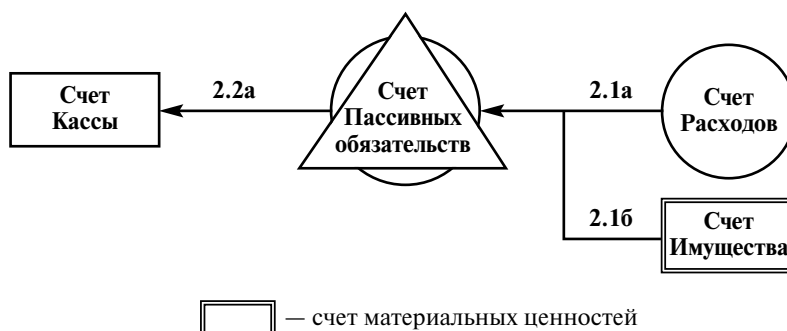 Счет
Кассы
2.2а
Счет
Пассивных
обязательств
2.1а
Счет
Расходов
2.1б
Счет
Имущества
— счет материальных ценностей